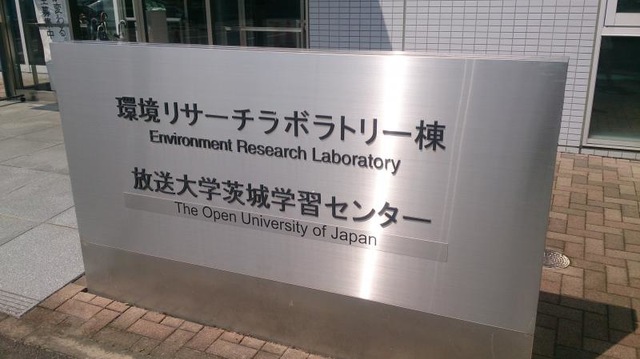 環境リサーチラボラトリー棟
Environment Research Laboratory
放送大学茨城学習センター
The Open University of Japan